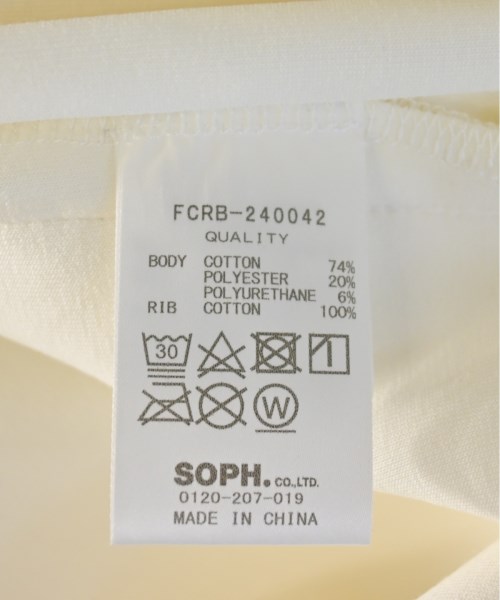 FCRB-240042
QUALITY
BODY COTTON 74%
POLYESTER 20%
POLYURETHANE 6%
RIB COTTON 100%
30
W
SOPH. CO.,LTD.
0120-207-019
MADE IN CHINA